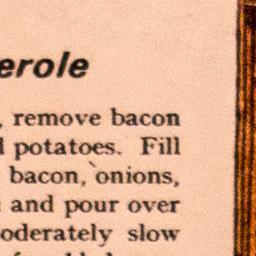 erole
, remove bacon
potatoes. Fill
bacon, onions,
and pour over
oderately slow